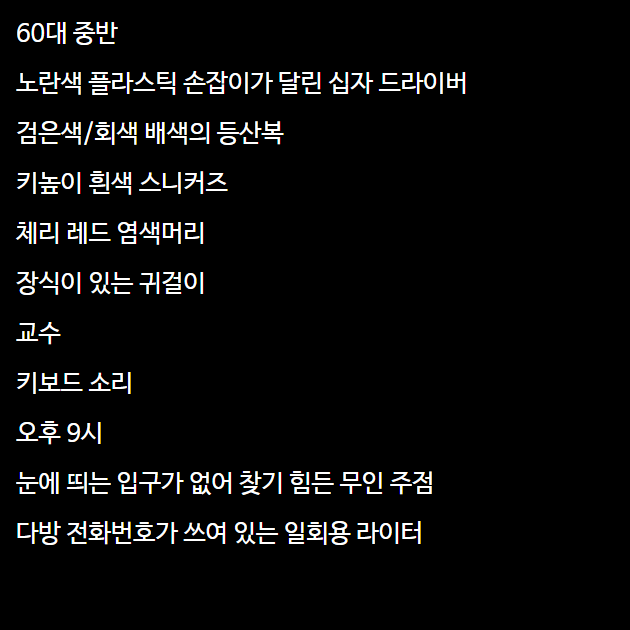 60대 중반
노란색 플라스틱 손잡이가 달린 십자 드라이버
검은색/회색 배색의 등산복
키높이 흰색 스니커즈
체리 레드 염색머리
장식이 있는 귀걸이
교수
키보드 소리
오후 9시
눈에 띄는 입구가 없어 찾기 힘든 무인 주점
다방 전화번호가 쓰여 있는 일회용 라이터